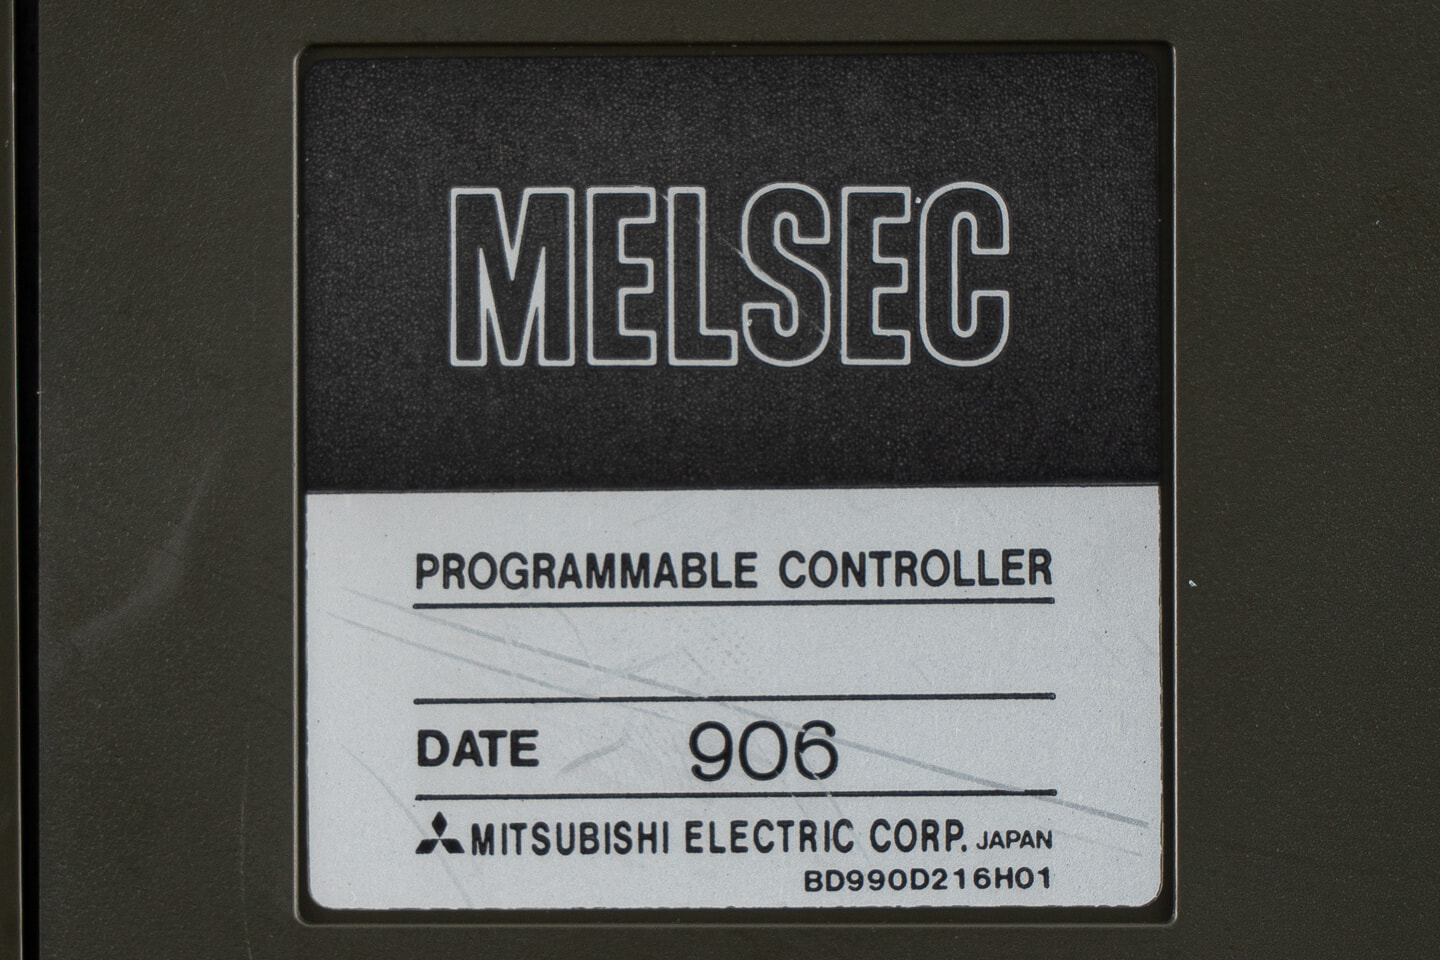 MELSEC
PROGRAMMABLE CONTROLLER
DATE 906
MITSUBISHI ELECTRIC CORP. JAPAN
BD990D216H01